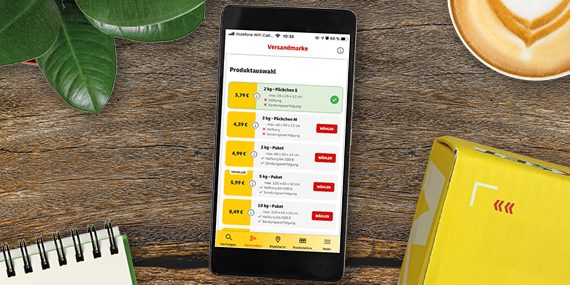 Vodafone WiFi Call...
10:35
66 %
Versandmarke
Produktauswahl
3,79 €
2 kg - Päckchen S
max. 35 x 25 x 10 cm
Haftung
Sendungsverfolgung
4,39 €
2 kg - Päckchen M
max. 60 x 30 x 15 cm
Haftung
Sendungsverfolgung
WÄHLEN
4,99 €
2 kg - Paket
max. 60 x 30 x 15 cm
Haftung bis 500 €
Sendungsverfolgung
WÄHLEN
5,99 €
5 kg - Paket
max. 120 x 60 x 60 cm
Haftung bis 500 €
Sendungsverfolgung
WÄHLEN
8,49 €
10 kg - Paket
max. 120 x 60 x 60 cm
Haftung bis 500 €
Sendungsverfolgung
WÄHLEN
Verfolgen
Versenden
Standorte
Packstation
Mehr